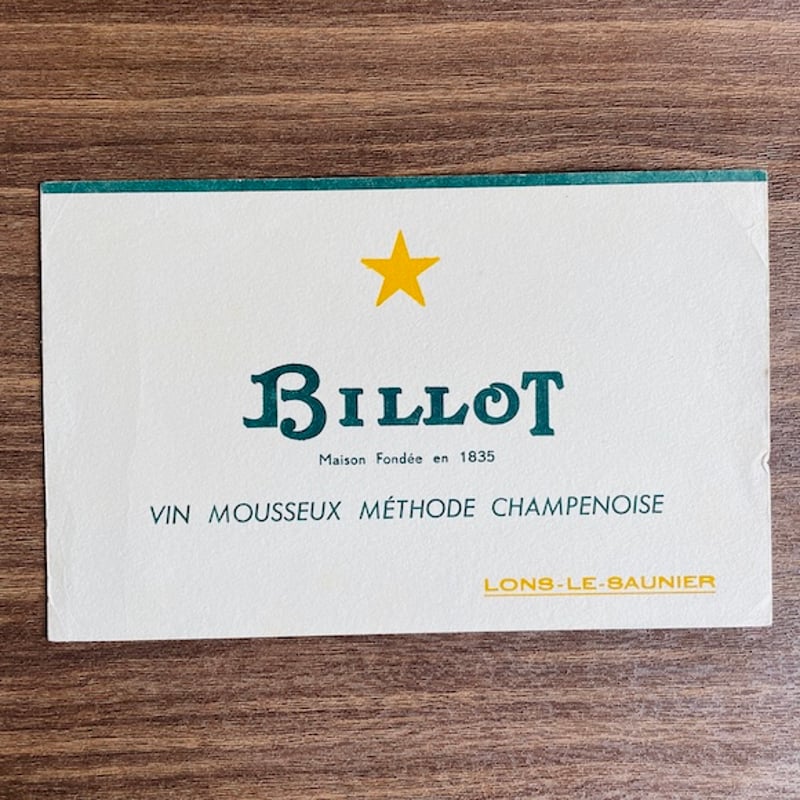 BILLOT
Maison Fondée en 1835
VIN MOUSSEUX MÉTHODE CHAMPENOISE
LONS-LE-SAUNIER